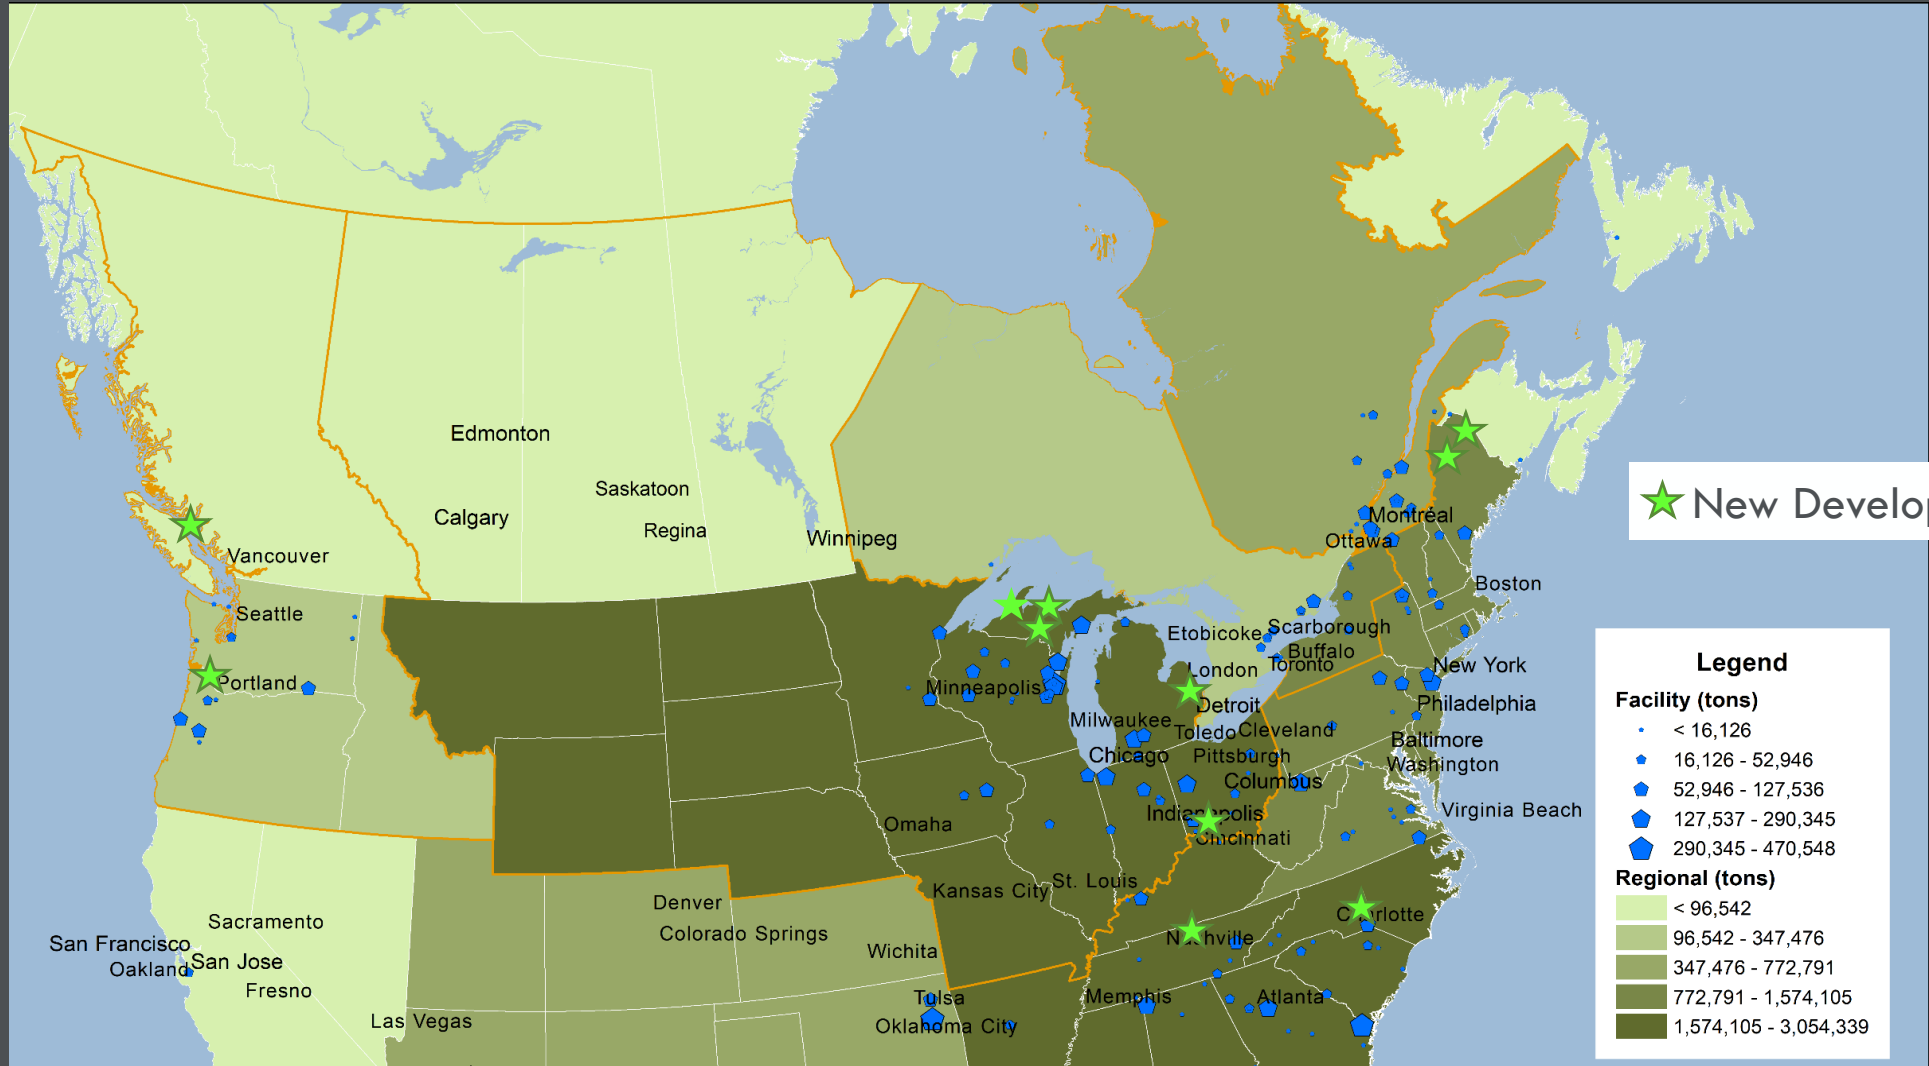 Edmonton
Saskatoon
Calgary
Regina
Winnipeg
Vancouver
Seattle
Portland
Montréal
Ottawa
Boston
Etobicoke
Scarborough
Buffalo
London
Toronto
New York
Minneapolis
Detroit
Philadelphia
Milwaukee
Toledo
Cleveland
Chicago
Pittsburgh
Baltimore
Washington
Columbus
Indianapolis
Virginia Beach
Omaha
Cincinnati
Kansas City
St. Louis
Denver
Colorado Springs
Sacramento
Charlotte
San Francisco
Oakland
San Jose
Fresno
Wichita
Nashville
Tulsa
Memphis
Atlanta
Las Vegas
Oklahoma City
New Develop
Legend
Facility (tons)
< 16,126
16,126 - 52,946
52,946 - 127,536
127,537 - 290,345
290,345 - 470,548
Regional (tons)
< 96,542
96,542 - 347,476
347,476 - 772,791
772,791 - 1,574,105
1,574,105 - 3,054,339